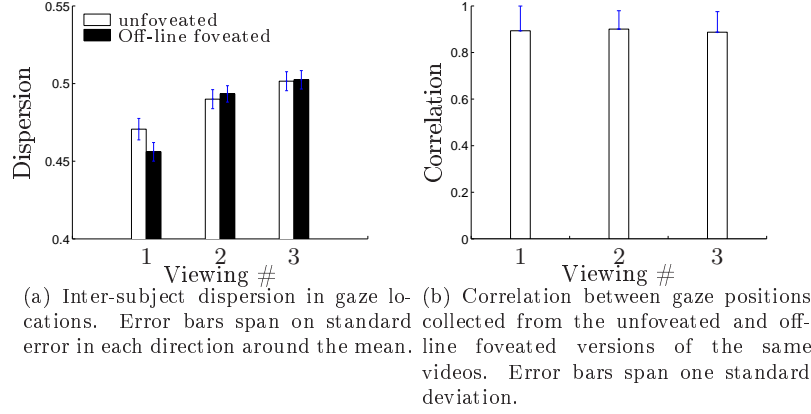 0.55
0.5
0.45
0.4
Dispersion
unfoveated
Off-line foveated
1 2 3
Viewing #
(a) Inter-subject dispersion in gaze lo-
cations. Error bars span on standard
error in each direction around the mean.
1
0.8
0.6
0.4
0.2
0
Correlation
1 2 3
Viewing #
(b) Correlation between gaze positions
collected from the unfoveated and off-
line foveated versions of the same
videos. Error bars span one standard
deviation.